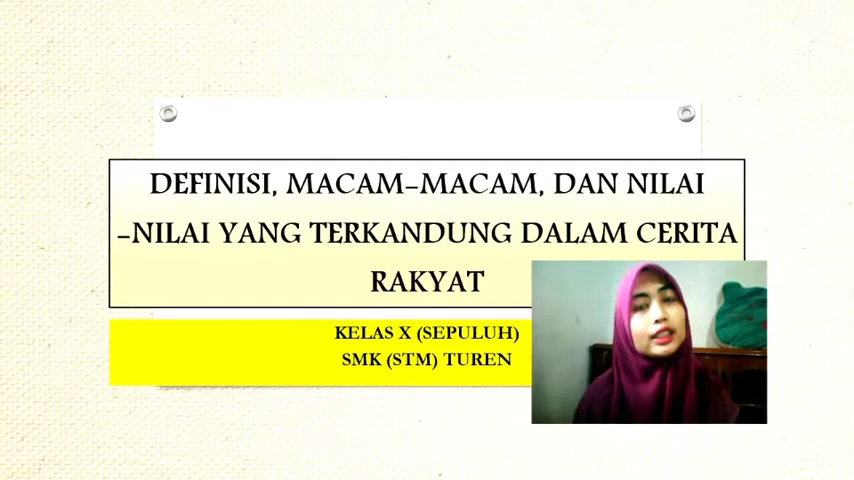 DEFINISI, MACAM-MACAM, DAN NILAI
-NILAI YANG TERKANDUNG DALAM CERITA
RAKYAT
KELAS X (SEPULUH)
SMK (STM) TUREN